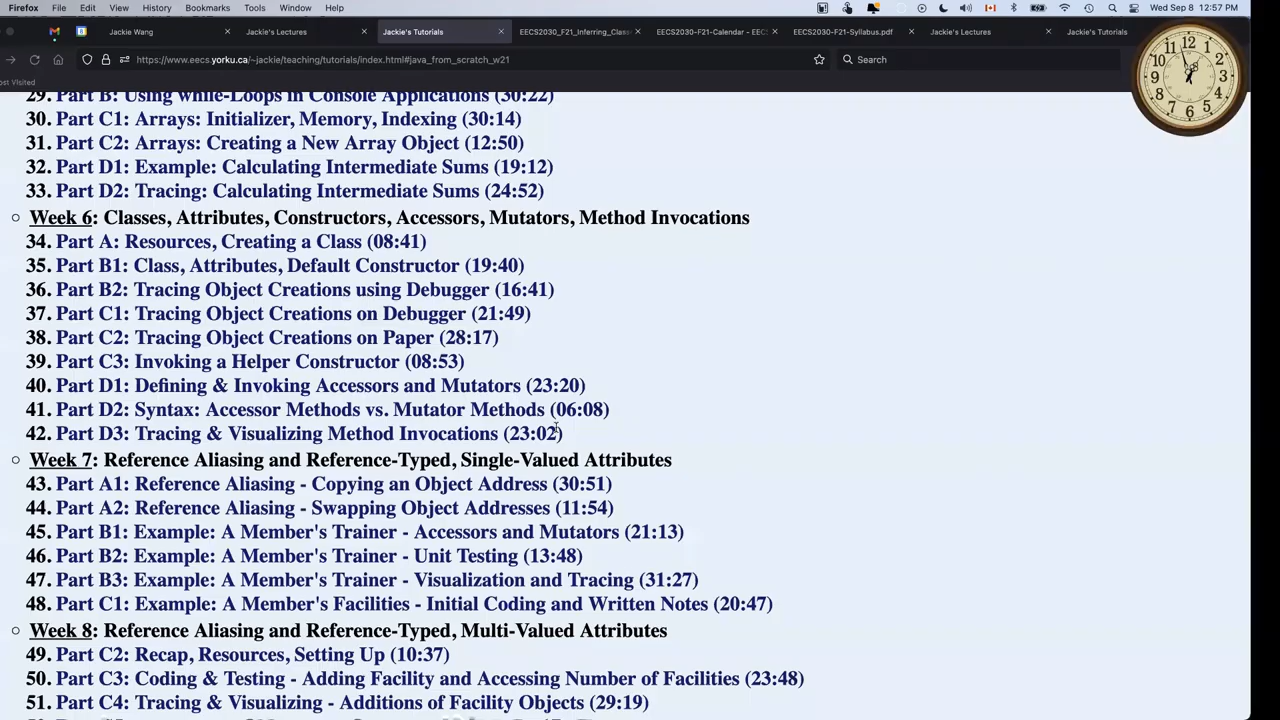 Firefox File Edit View History Bookmarks Tools Window Help Wed Sep 8 12:57 PM
Jackie Wang Jackie's Lectures Jackie's Tutorials EECS2030_F21_Inferring_Class EECS2030-F21-Calendar - EEC EECS2030-F21-Syllabus.pdf Jackie's Lectures Jackie's Tutorials
https://www.eecs.yorku.ca/~jackie/teaching/tutorials/index.html#java_from_scratch_w21 Search
ost Visited
29. Part B: Using while-Loops in Console Applications (30:22)
30. Part C1: Arrays: Initializer, Memory, Indexing (30:14)
31. Part C2: Arrays: Creating a New Array Object (12:50)
32. Part D1: Example: Calculating Intermediate Sums (19:12)
33. Part D2: Tracing: Calculating Intermediate Sums (24:52)
Week 6: Classes, Attributes, Constructors, Accessors, Mutators, Method Invocations
34. Part A: Resources, Creating a Class (08:41)
35. Part B1: Class, Attributes, Default Constructor (19:40)
36. Part B2: Tracing Object Creations using Debugger (16:41)
37. Part C1: Tracing Object Creations on Debugger (21:49)
38. Part C2: Tracing Object Creations on Paper (28:17)
39. Part C3: Invoking a Helper Constructor (08:53)
40. Part D1: Defining & Invoking Accessors and Mutators (23:20)
41. Part D2: Syntax: Accessor Methods vs. Mutator Methods (06:08)
42. Part D3: Tracing & Visualizing Method Invocations (23:02)
Week 7: Reference Aliasing and Reference-Typed, Single-Valued Attributes
43. Part A1: Reference Aliasing - Copying an Object Address (30:51)
44. Part A2: Reference Aliasing - Swapping Object Addresses (11:54)
45. Part B1: Example: A Member's Trainer - Accessors and Mutators (21:13)
46. Part B2: Example: A Member's Trainer - Unit Testing (13:48)
47. Part B3: Example: A Member's Trainer - Visualization and Tracing (31:27)
48. Part C1: Example: A Member's Facilities - Initial Coding and Written Notes (20:47)
Week 8: Reference Aliasing and Reference-Typed, Multi-Valued Attributes
49. Part C2: Recap, Resources, Setting Up (10:37)
50. Part C3: Coding & Testing - Adding Facility and Accessing Number of Facilities (23:48)
51. Part C4: Tracing & Visualizing - Additions of Facility Objects (29:19)